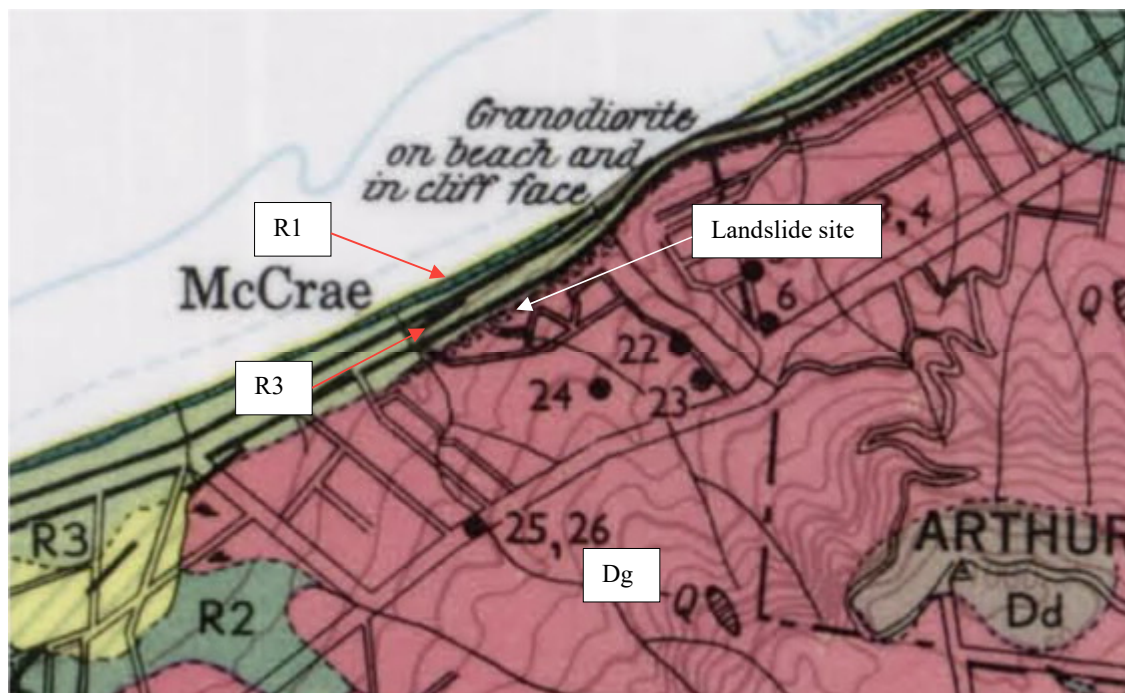 L.W.
Granodiorite
on beach and
in cliff face
R1
Landslide site
3, 4
McCrae
6
Q
R3
22
24
23
25, 26
ARTHUR
R3
Dg
R2
Q
Dd